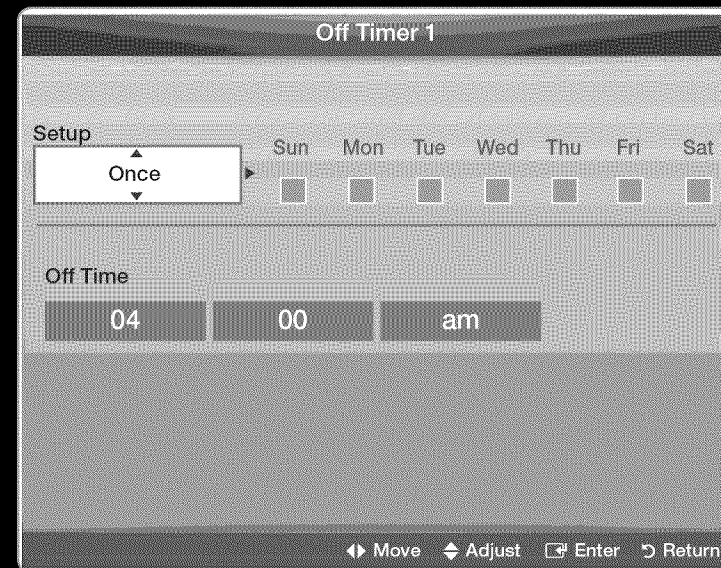 Off Timer 1
Setup
Sun Mon Tue Wed Thu Fri Sat
Once
Off Time
04 00 am
Move Adjust Enter Return